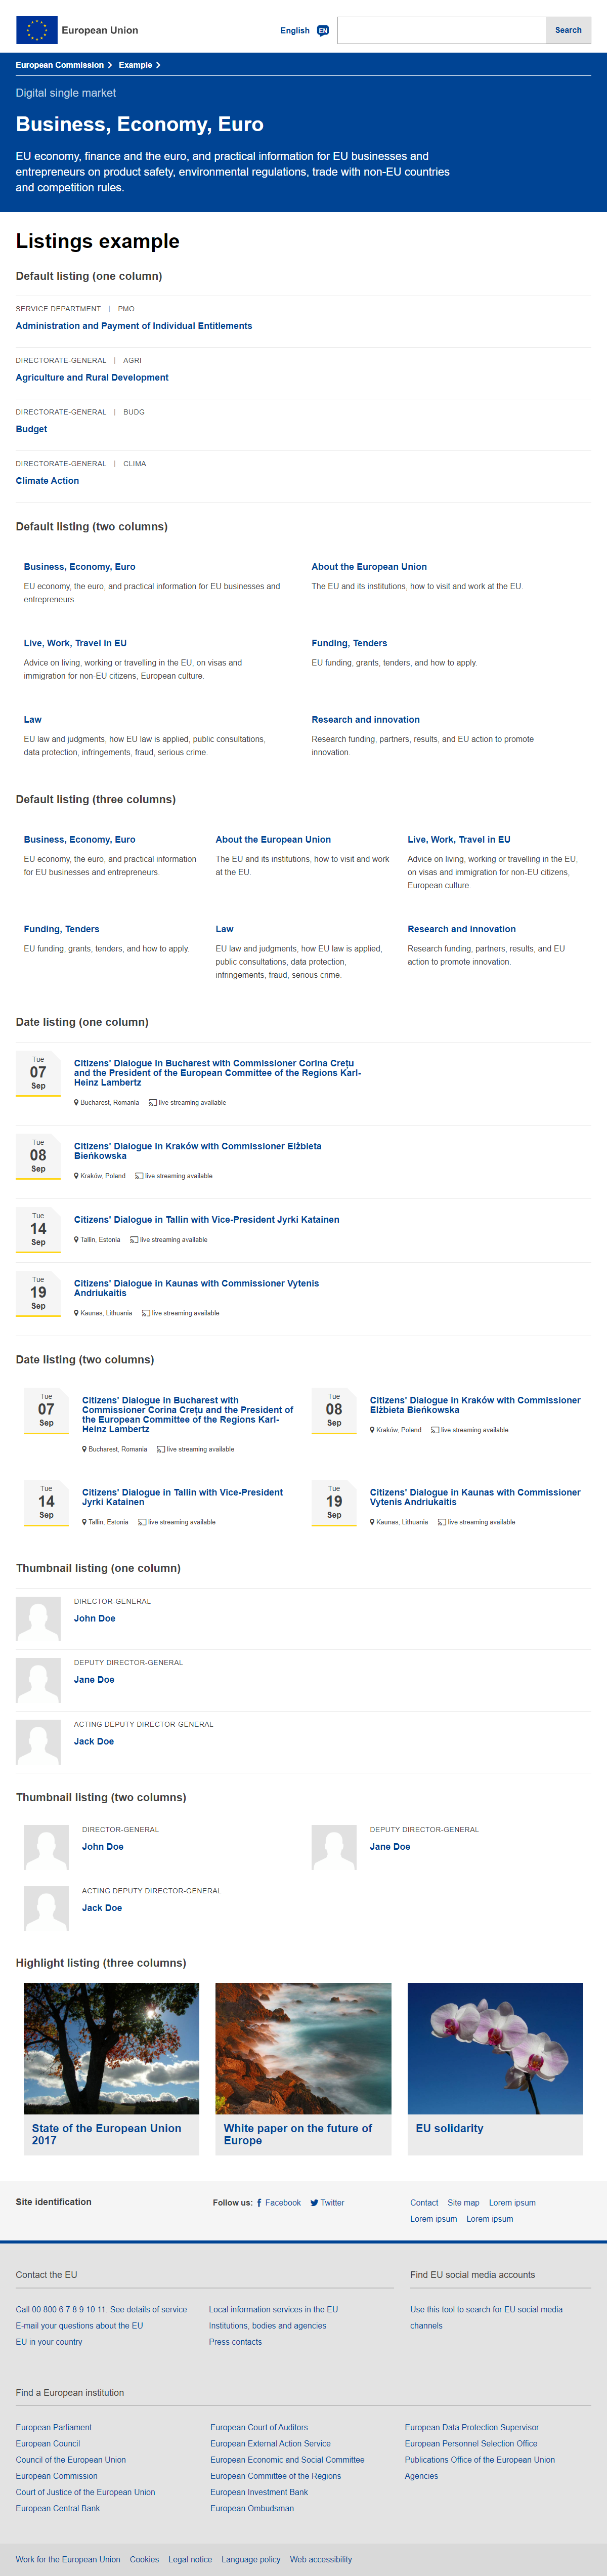 European Union
English EN
Search
European Commission
Example
Digital single market
Business, Economy, Euro
EU economy, finance and the euro, and practical information for EU businesses and
entrepreneurs on product safety, environmental regulations, trade with non-EU countries
and competition rules.
Listings example
Default listing (one column)
SERVICE DEPARTMENT | PMO
Administration and Payment of Individual Entitlements
DIRECTORATE-GENERAL | AGRI
Agriculture and Rural Development
DIRECTORATE-GENERAL | BUDG
Budget
DIRECTORATE-GENERAL | CLIMA
Climate Action
Default listing (two columns)
Business, Economy, Euro
EU economy, the euro, and practical information for EU businesses and
entrepreneurs.
About the European Union
The EU and its institutions, how to visit and work at the EU.
Live, Work, Travel in EU
Advice on living, working or travelling in the EU, on visas and
immigration for non-EU citizens, European culture.
Funding, Tenders
EU funding, grants, tenders, and how to apply.
Law
EU law and judgments, how EU law is applied, public consultations,
data protection, infringements, fraud, serious crime.
Research and innovation
Research funding, partners, results, and EU action to promote
innovation.
Default listing (three columns)
Business, Economy, Euro
EU economy, the euro, and practical information
for EU businesses and entrepreneurs.
About the European Union
The EU and its institutions, how to visit and work
at the EU.
Live, Work, Travel in EU
Advice on living, working or travelling in the EU,
on visas and immigration for non-EU citizens,
European culture.
Funding, Tenders
EU funding, grants, tenders, and how to apply.
Law
EU law and judgments, how EU law is applied,
public consultations, data protection,
infringements, fraud, serious crime.
Research and innovation
Research funding, partners, results, and EU
action to promote innovation.
Date listing (one column)
Tue
07
Sep
Citizens' Dialogue in Bucharest with Commissioner Corina Crețu
and the President of the European Committee of the Regions Karl-
Heinz Lambertz
Bucharest, Romania
live streaming available
Tue
08
Sep
Citizens' Dialogue in Kraków with Commissioner Elżbieta
Bieńkowska
Kraków, Poland
live streaming available
Tue
14
Sep
Citizens' Dialogue in Tallin with Vice-President Jyrki Katainen
Tallin, Estonia
live streaming available
Tue
19
Sep
Citizens' Dialogue in Kaunas with Commissioner Vytenis
Andriukaitis
Kaunas, Lithuania
live streaming available
Date listing (two columns)
Tue
07
Sep
Citizens' Dialogue in Bucharest with
Commissioner Corina Crețu and the President of
the European Committee of the Regions Karl-
Heinz Lambertz
Bucharest, Romania
live streaming available
Tue
08
Sep
Citizens' Dialogue in Kraków with Commissioner
Elżbieta Bieńkowska
Kraków, Poland
live streaming available
Tue
14
Sep
Citizens' Dialogue in Tallin with Vice-President
Jyrki Katainen
Tallin, Estonia
live streaming available
Tue
19
Sep
Citizens' Dialogue in Kaunas with Commissioner
Vytenis Andriukaitis
Kaunas, Lithuania
live streaming available
Thumbnail listing (one column)
DIRECTOR-GENERAL
John Doe
DEPUTY DIRECTOR-GENERAL
Jane Doe
ACTING DEPUTY DIRECTOR-GENERAL
Jack Doe
Thumbnail listing (two columns)
DIRECTOR-GENERAL
John Doe
DEPUTY DIRECTOR-GENERAL
Jane Doe
ACTING DEPUTY DIRECTOR-GENERAL
Jack Doe
Highlight listing (three columns)
State of the European Union
2017
White paper on the future of
Europe
EU solidarity
Site identification
Follow us: Facebook Twitter
Contact Site map Lorem ipsum
Lorem ipsum Lorem ipsum
Contact the EU
Call 00 800 6 7 8 9 10 11. See details of service
E-mail your questions about the EU
EU in your country
Local information services in the EU
Institutions, bodies and agencies
Press contacts
Find EU social media accounts
Use this tool to search for EU social media
channels
Find a European institution
European Parliament
European Council
Council of the European Union
European Commission
Court of Justice of the European Union
European Central Bank
European Court of Auditors
European External Action Service
European Economic and Social Committee
European Committee of the Regions
European Investment Bank
European Ombudsman
European Data Protection Supervisor
European Personnel Selection Office
Publications Office of the European Union
Agencies
Work for the European Union Cookies Legal notice Language policy Web accessibility